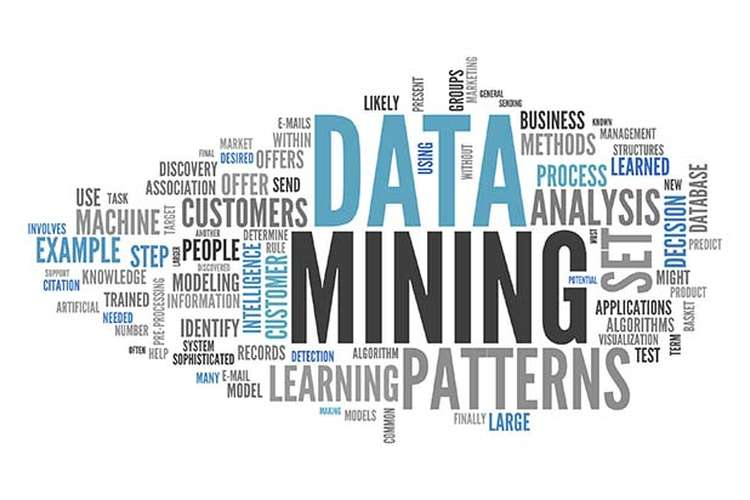 LIKELY
PRESENT
GROUPS
MARKETING
GENERAL
SENDING
E-MAILS
DATA
USING
WITHOUT
BUSINESS
KNOWN
MARKET
WITHIN
METHODS
MANAGEMENT
FINAL
DESIRED
OFFERS
STRUCTURES
DISCOVERY
PROCESS
LEARNED
ASSOCIATION
OFFER
SEND
NEW
DATABASE
USE
TASK
TARGET
CUSTOMERS
ANALYSIS
DECISION
MACHINE
INVOLVES
ANOTHER
DETERMINE
MINING
MUST
SET
PREDICT
EXAMPLE
STEP
LARGER
PEOPLE
INTELLIGENCE
RULE
CUSTOMER
SUPPORT
KNOWLEDGE
DISCOVERED
POTENTIAL
MIGHT
CITATION
MODELING
PRODUCT
ARTIFICIAL
TRAINED
PRE-PROCESSING
INFORMATION
APPLICATIONS
BASKET
NEEDED
NUMBER
IDENTIFY
ALGORITHMS
VISUALIZATION
TERM
OFTEN
HELP
SYSTEM
SOPHISTICATED
RECORDS
DETECTION
ALGORITHM
TEST
MANY
E-MAIL
MODEL
LEARNING
PATTERNS
MAKING
MODELS
COMMON
FINALLY
LARGE